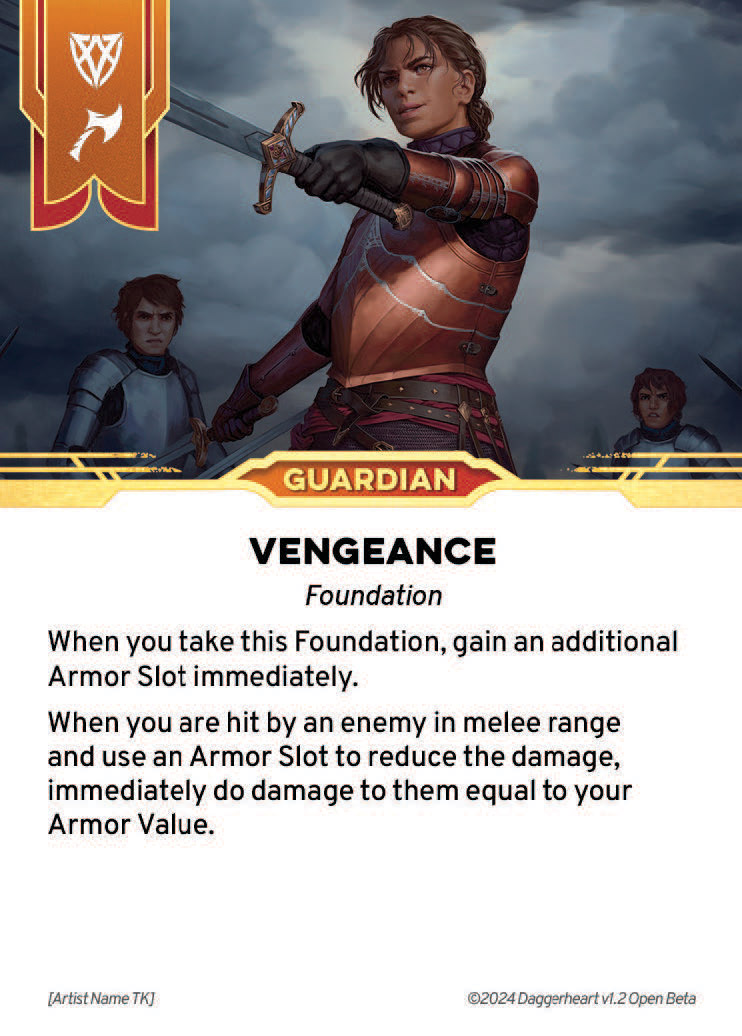 GUARDIAN
VENGEANCE
Foundation
When you take this Foundation, gain an additional
Armor Slot immediately.
When you are hit by an enemy in melee range
and use an Armor Slot to reduce the damage,
immediately do damage to them equal to your
Armor Value.
[Artist Name TK]
©2024 Daggerheart v1.2 Open Beta